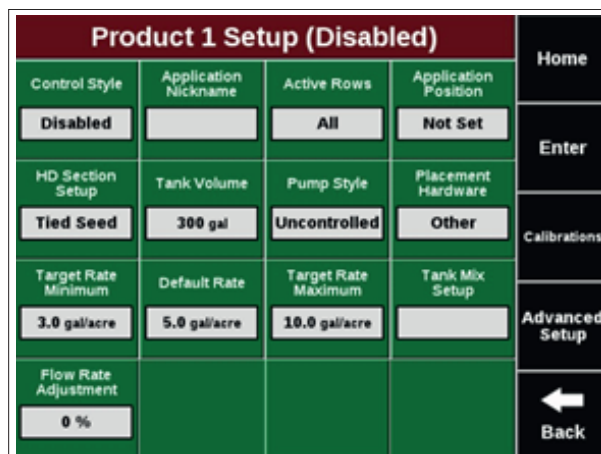 Product 1 Setup (Disabled)
Control Style
Disabled
Application
Nickname
Active Rows
All
Application
Position
Not Set
HD Section
Setup
Tied Seed
Tank Volume
300 gal
Pump Style
Uncontrolled
Placement
Hardware
Other
Target Rate
Minimum
3.0 gal/acre
Default Rate
5.0 gal/acre
Target Rate
Maximum
10.0 gal/acre
Tank Mix
Setup
Flow Rate
Adjustment
0 %
Home
Enter
Calibrations
Advanced
Setup
Back